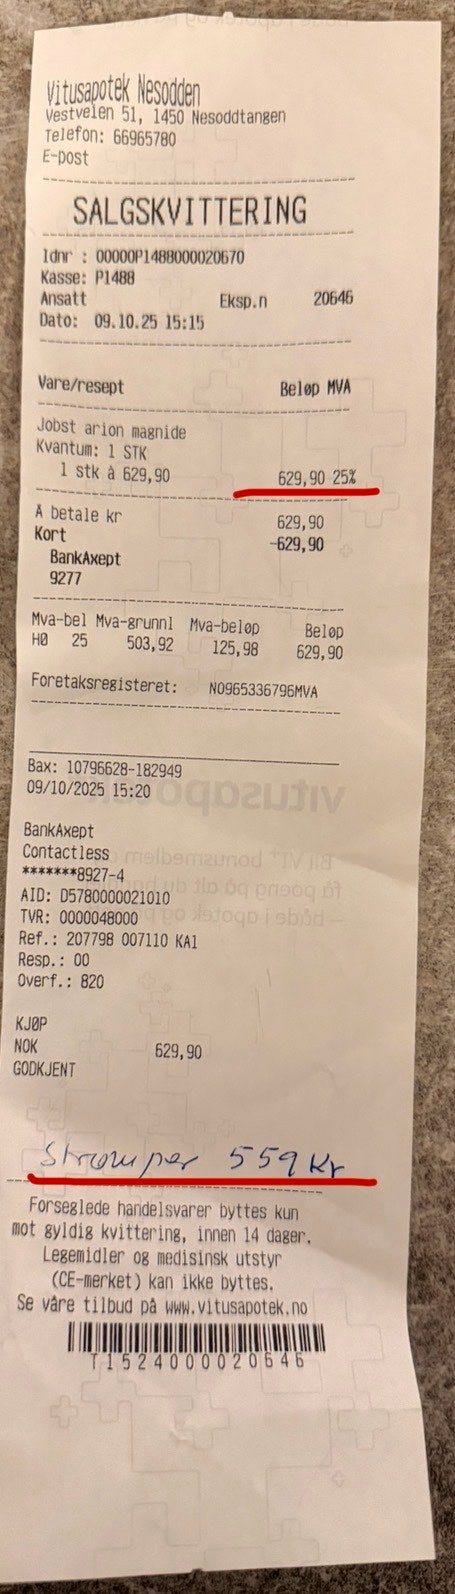 Vitusapotek Nesodden
Vestveien 51, 1450 Nesoddtangen
Telefon: 66965780
E-post
SALGSKVITTERING
Idnr : 00000P1488000020670
Kasse: P1488
Ansatt Eksp.n 20646
Dato: 09.10.25 15:15
Vare/resept Beløp MVA
Jobst arion magnide
Kvantum: 1 STK
1 stk à 629,90 629,90 25%
Å betale kr 629,90
Kort -629,90
BankAxept
9277
Mva-bel Mva-grunnl Mva-beløp Beløp
HØ 25 503,92 125,98 629,90
Foretaksregisteret: NO965336796MVA
Bax: 10796628-182949
09/10/2025 15:20
vitusapotek
BankAxept
Contactless
*******8927-4
AID: D5780000021010
TVR: 0000048000
Ref.: 207798 007110 KA1
Resp.: 00
Overf.: 820
KJØP
NOK 629,90
GODKJENT
Strømper 559 kr
Forseglede handelsvarer byttes kun
mot gyldig kvittering, innen 14 dager.
Legemidler og medisinsk utstyr
(CE-merket) kan ikke byttes.
Se våre tilbud på www.vitusapotek.no
T1524000020646